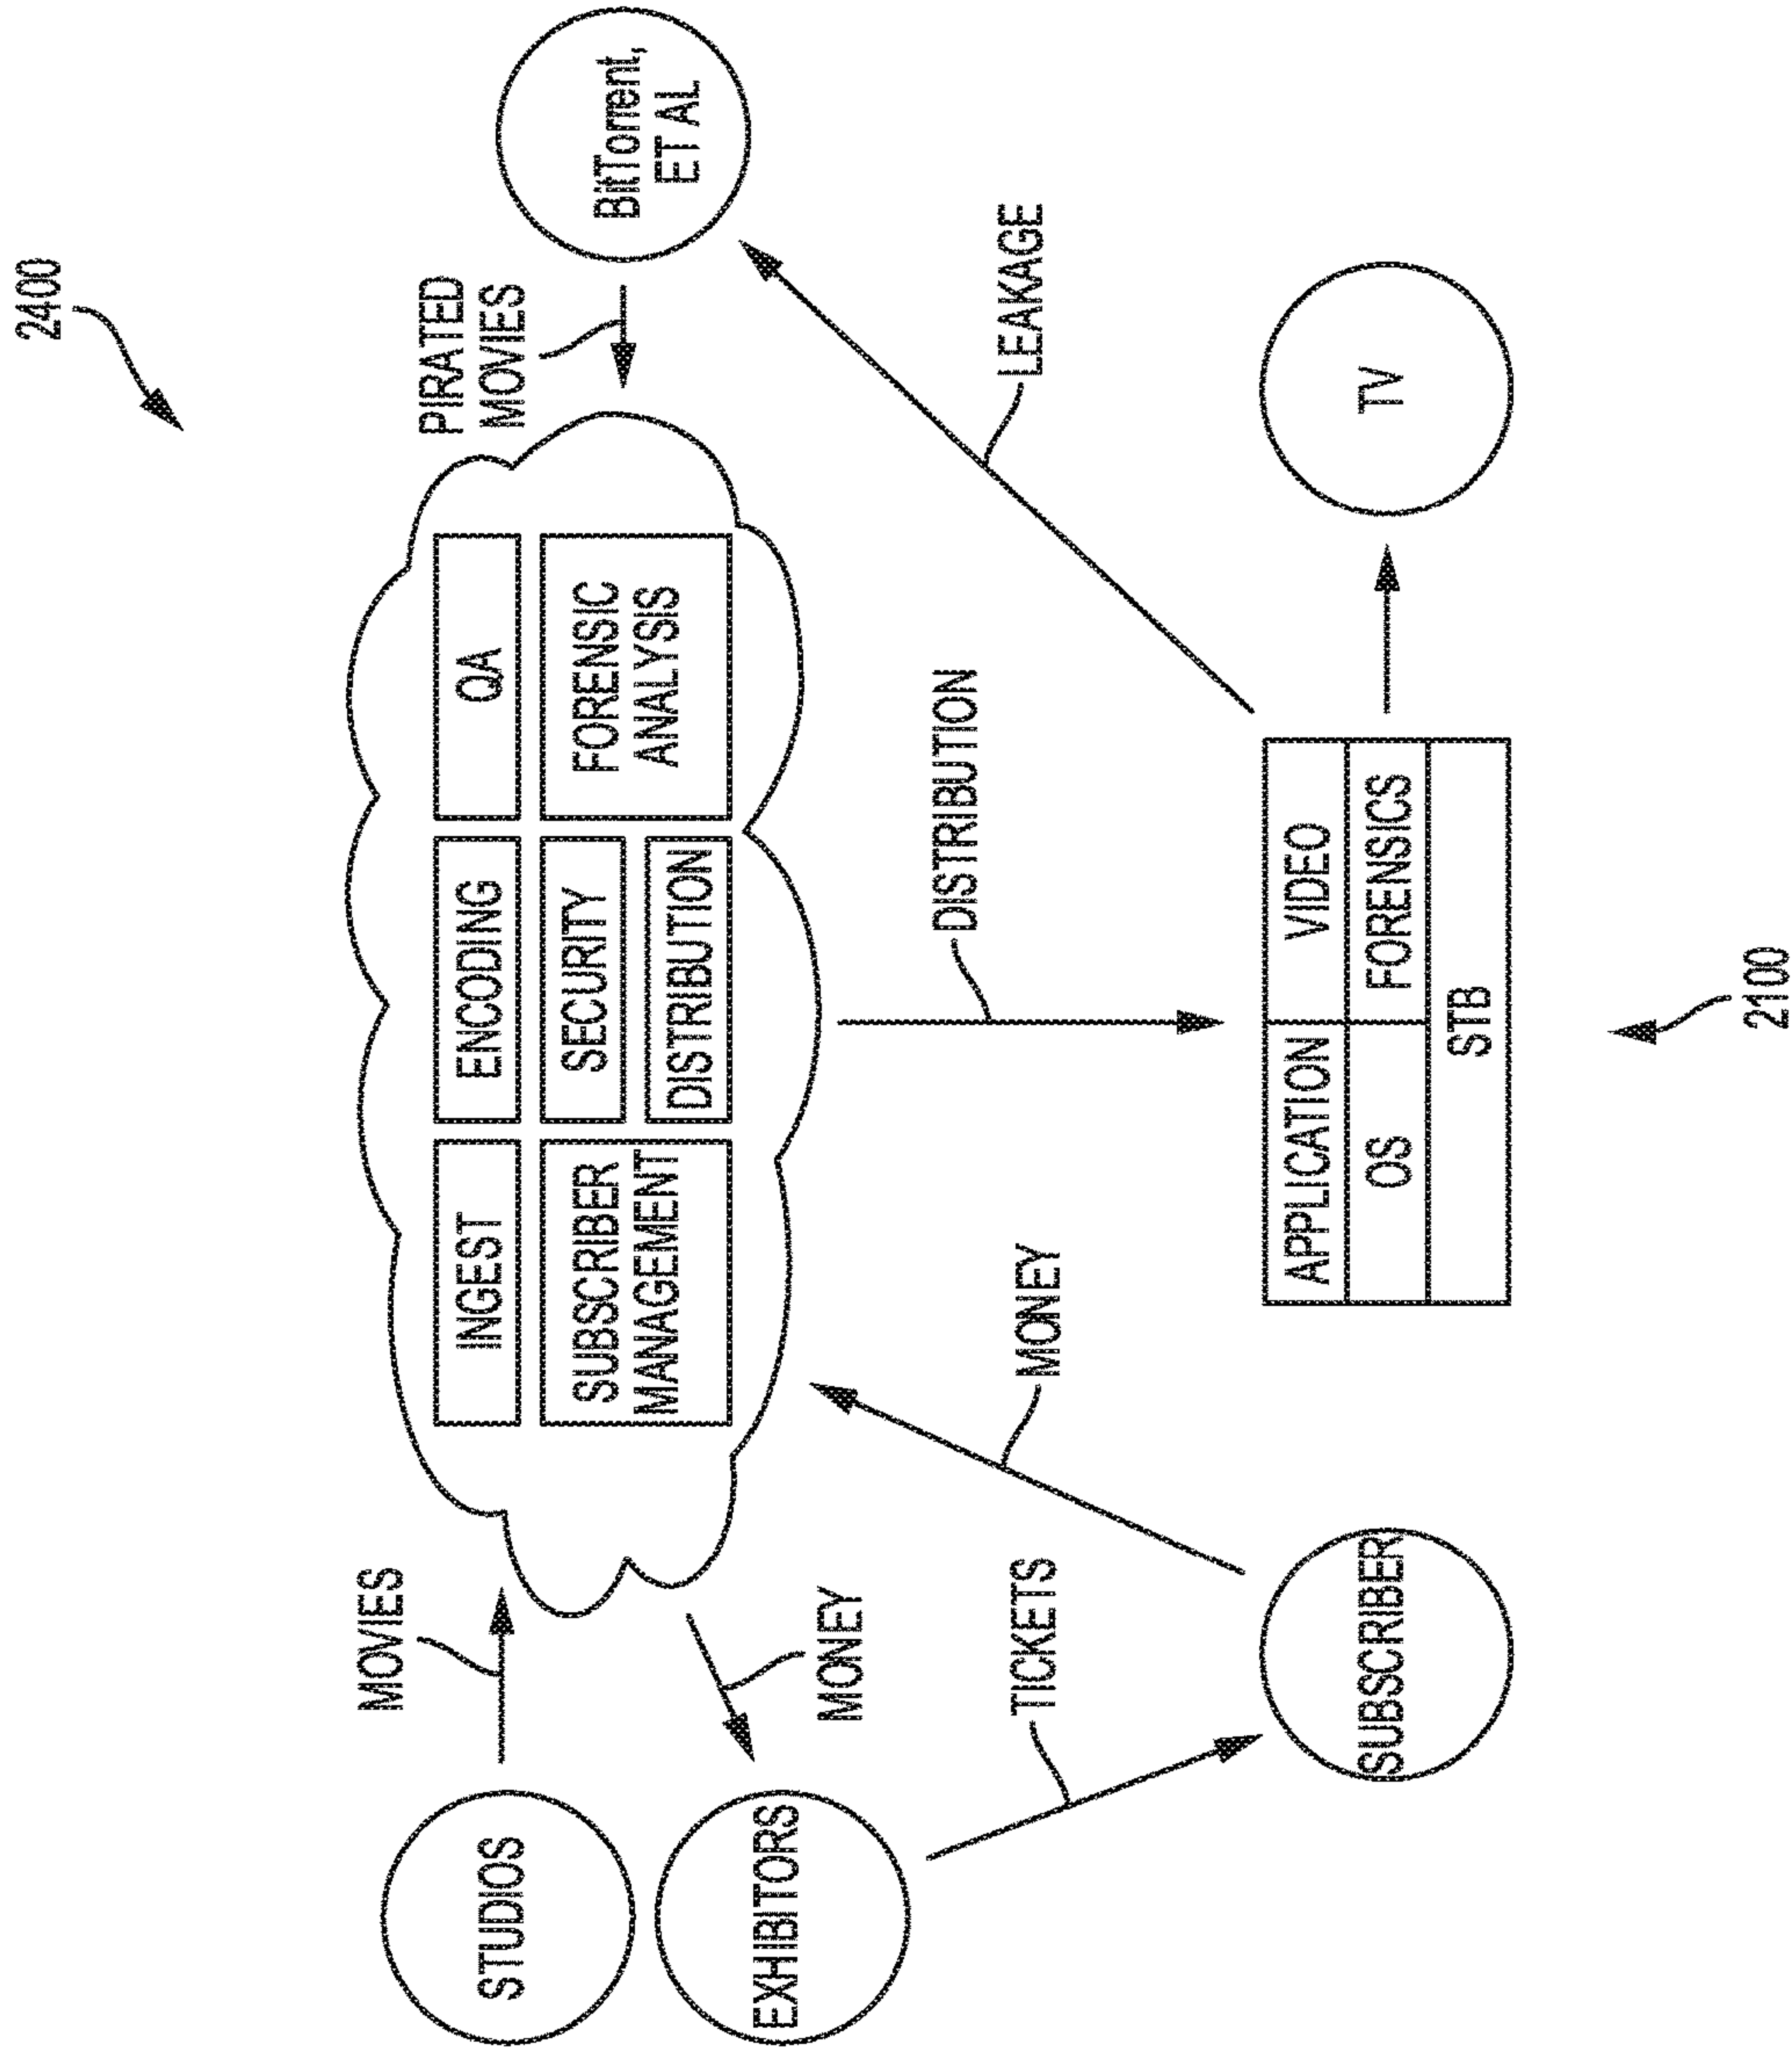 2400
STUDIOS
MOVIES
INGEST
ENCODING
QA
PIRATED
MOVIES
BitTorrent,
ET AL
SUBSCRIBER
MANAGEMENT
SECURITY
DISTRIBUTION
FORENSIC
ANALYSIS
EXHIBITORS
MONEY
TICKETS
MONEY
DISTRIBUTION
LEAKAGE
SUBSCRIBER
APPLICATION
VIDEO
OS
FORENSICS
STB
TV
2100